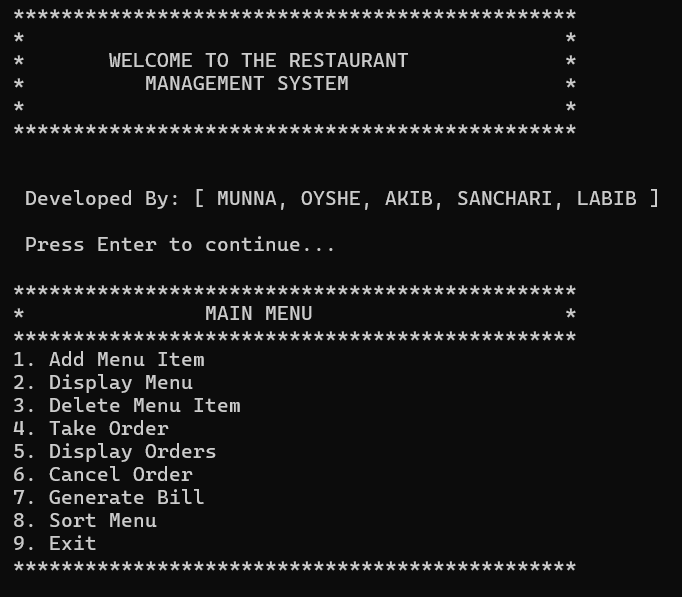 ***********************************************
*                                             *
*       WELCOME TO THE RESTAURANT             *
*          MANAGEMENT SYSTEM                  *
*                                             *
***********************************************
 Developed By: [ MUNNA, OYSHE, AKIB, SANCHARI, LABIB ]
 Press Enter to continue...
***********************************************
*               MAIN MENU                     *
***********************************************
1. Add Menu Item
2. Display Menu
3. Delete Menu Item
4. Take Order
5. Display Orders
6. Cancel Order
7. Generate Bill
8. Sort Menu
9. Exit
***********************************************